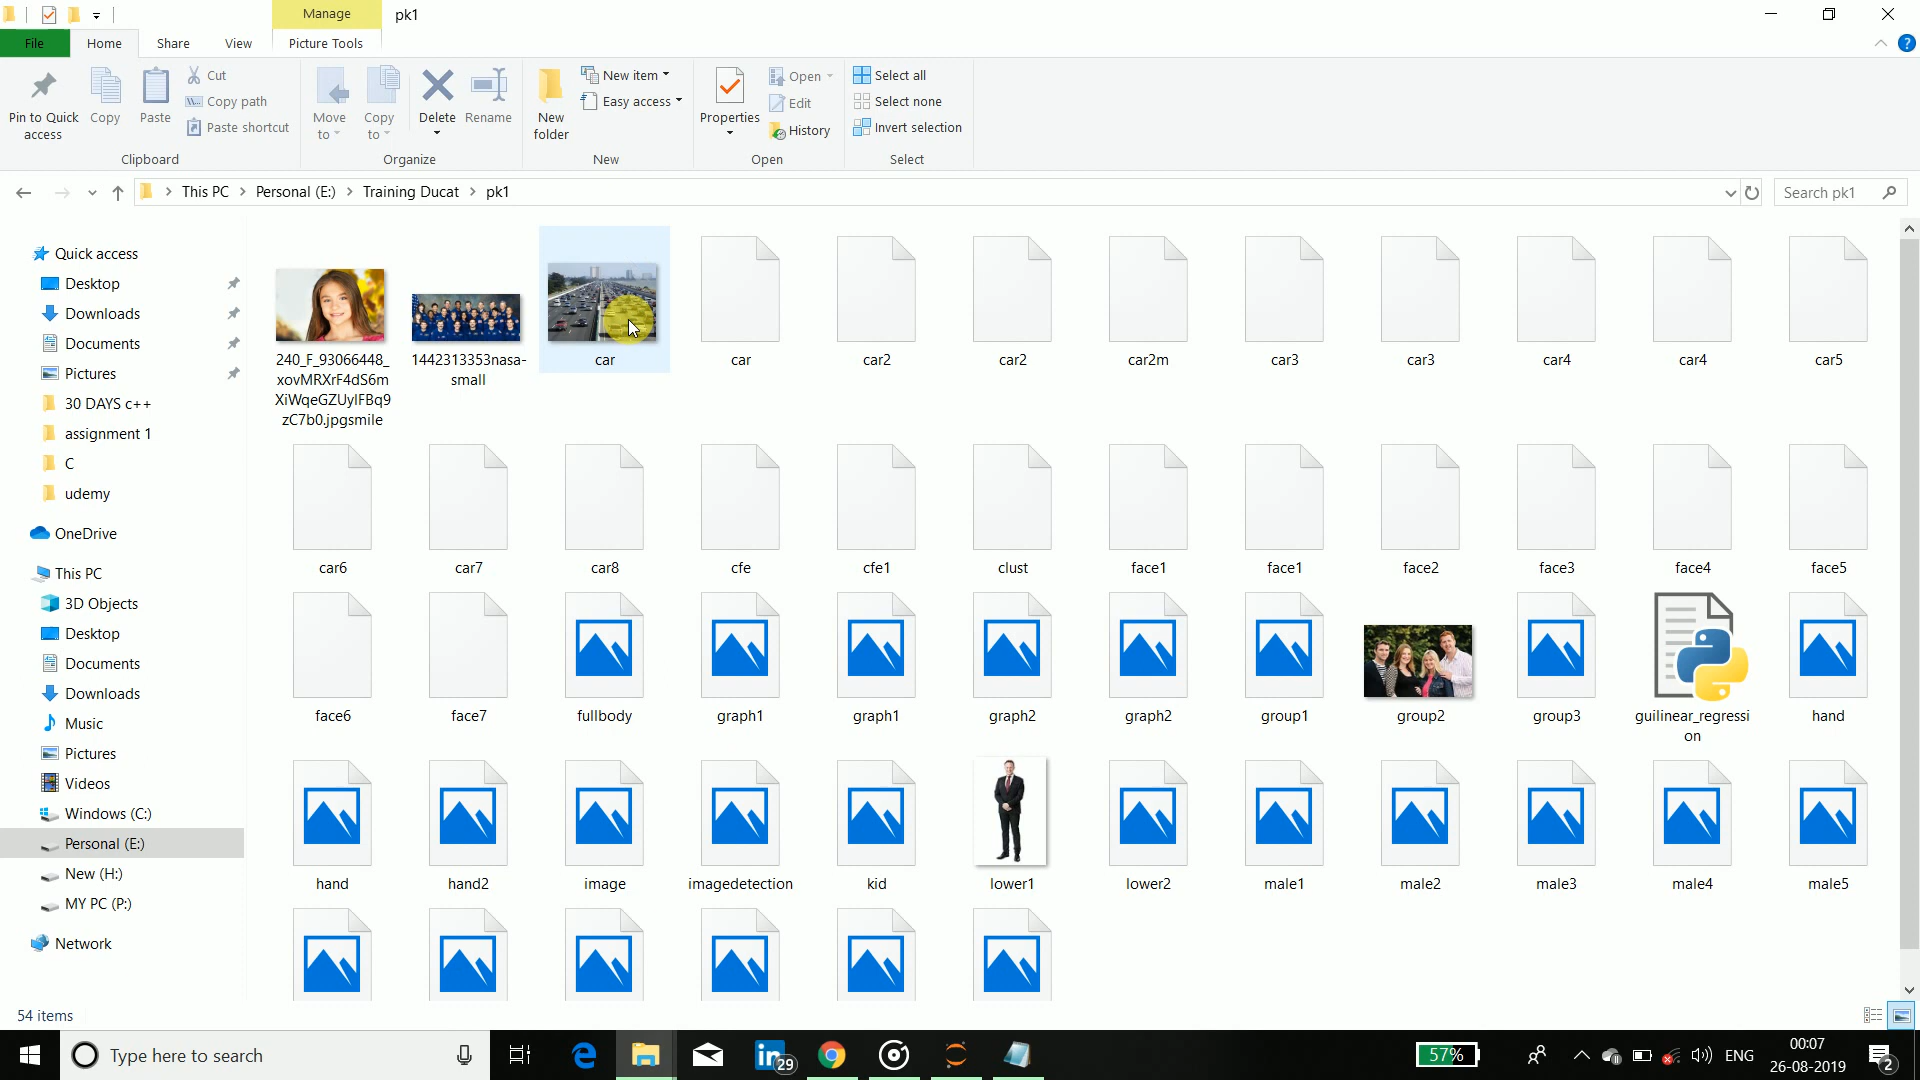 Manage
pk1
File
Home
Share
View
Picture Tools
Pin to Quick access
Copy
Paste
Cut
Copy path
Paste shortcut
Clipboard
Move to
Copy to
Delete
Rename
Organize
New folder
New item
Easy access
New
Properties
Open
Edit
History
Open
Select all
Select none
Invert selection
Select
This PC > Personal (E:) > Training Ducat > pk1
Search pk1
Quick access
Desktop
Downloads
Documents
Pictures
30 DAYS c++
assignment 1
C
udemy
OneDrive
This PC
3D Objects
Desktop
Documents
Downloads
Music
Pictures
Videos
Windows (C:)
Personal (E:)
New (H:)
MY PC (P:)
Network
240_F_93066448_
xovMRXrF4dS6m
XiWqeGZUylFBq9
zC7b0.jpgsmile
1442313353nasa-
small
car
car
car2
car2
car2m
car3
car3
car4
car4
car5
car6
car7
car8
cfe
cfe1
clust
face1
face1
face2
face3
face4
face5
face6
face7
fullbody
graph1
graph1
graph2
graph2
group1
group2
group3
guilinear_regressi
on
hand
hand
hand2
image
imagedetection
kid
lower1
lower2
male1
male2
male3
male4
male5
54 items
Type here to search
29
57%
ENG
00:07
26-08-2019
2